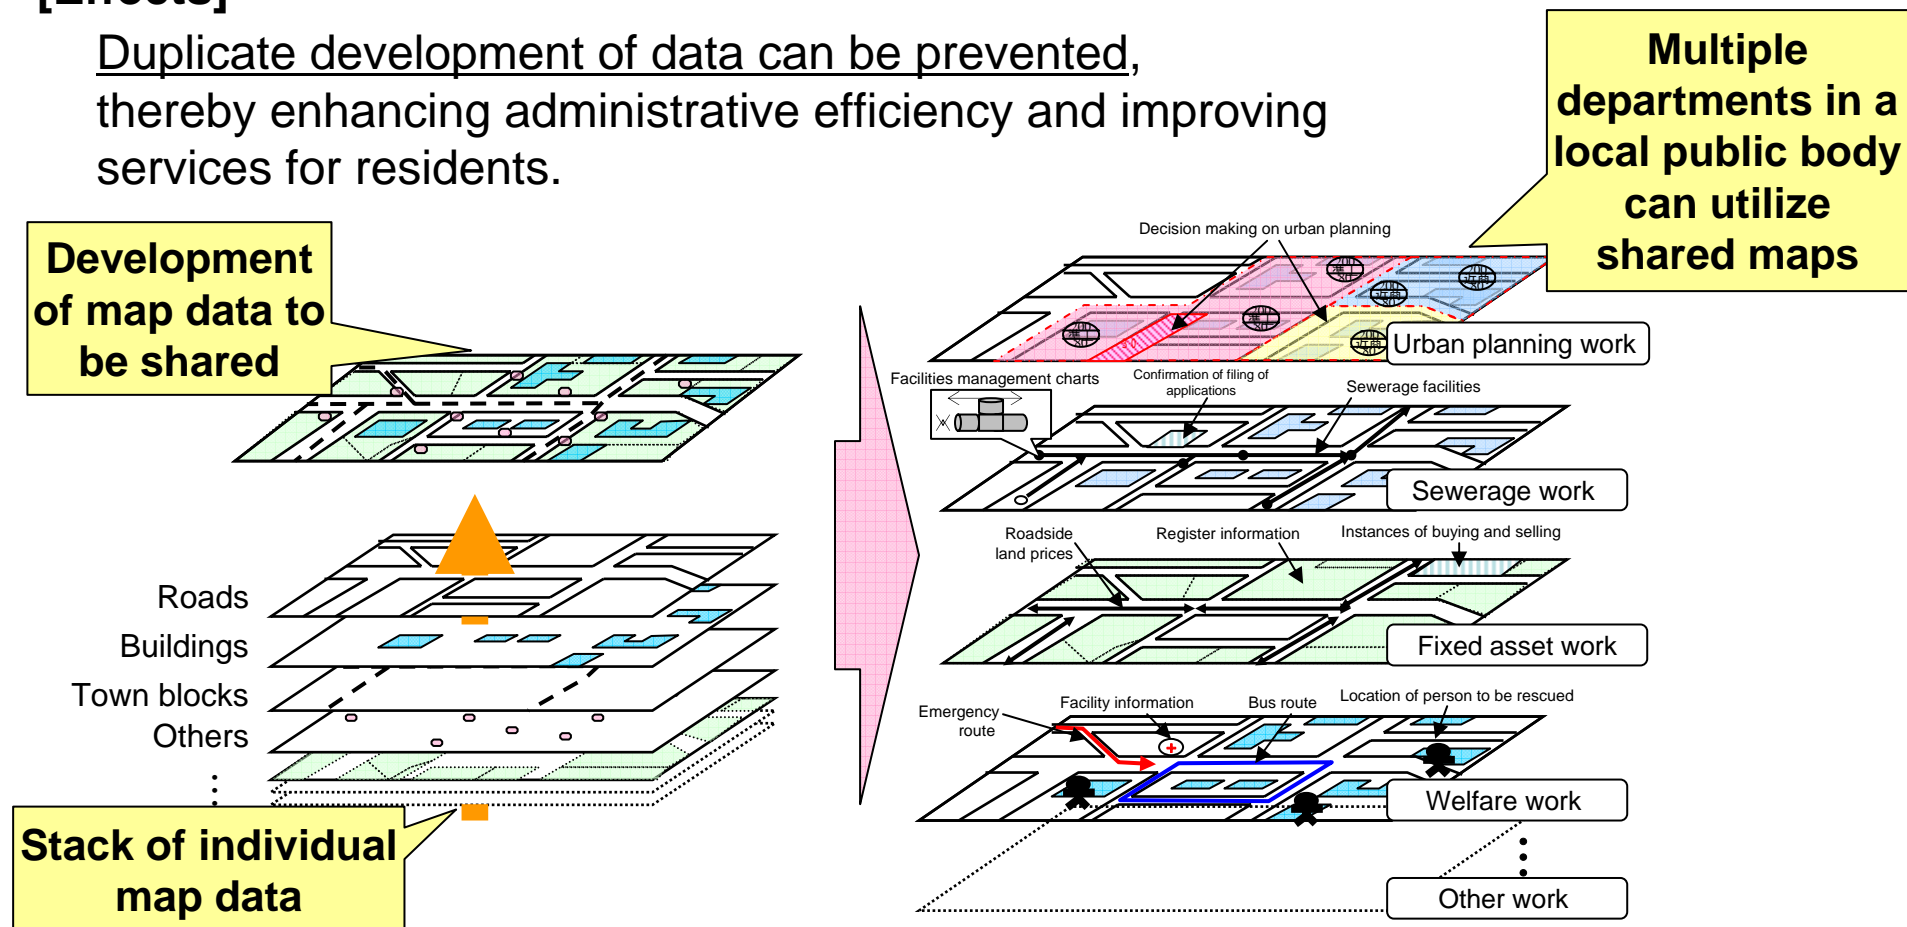 [Effects]
Duplicate development of data can be prevented,
thereby enhancing administrative efficiency and improving
services for residents.
Multiple
departments in a
local public body
can utilize
shared maps
Development
of map data to
be shared
Decision making on urban planning
Urban planning work
Facilities management charts
Confirmation of filing of
applications
Sewerage facilities
Sewerage work
Roadside
land prices
Register information
Instances of buying and selling
Fixed asset work
Roads
Buildings
Town blocks
Others
Emergency
route
Facility information
Bus route
Location of person to be rescued
Welfare work
Stack of individual
map data
Other work